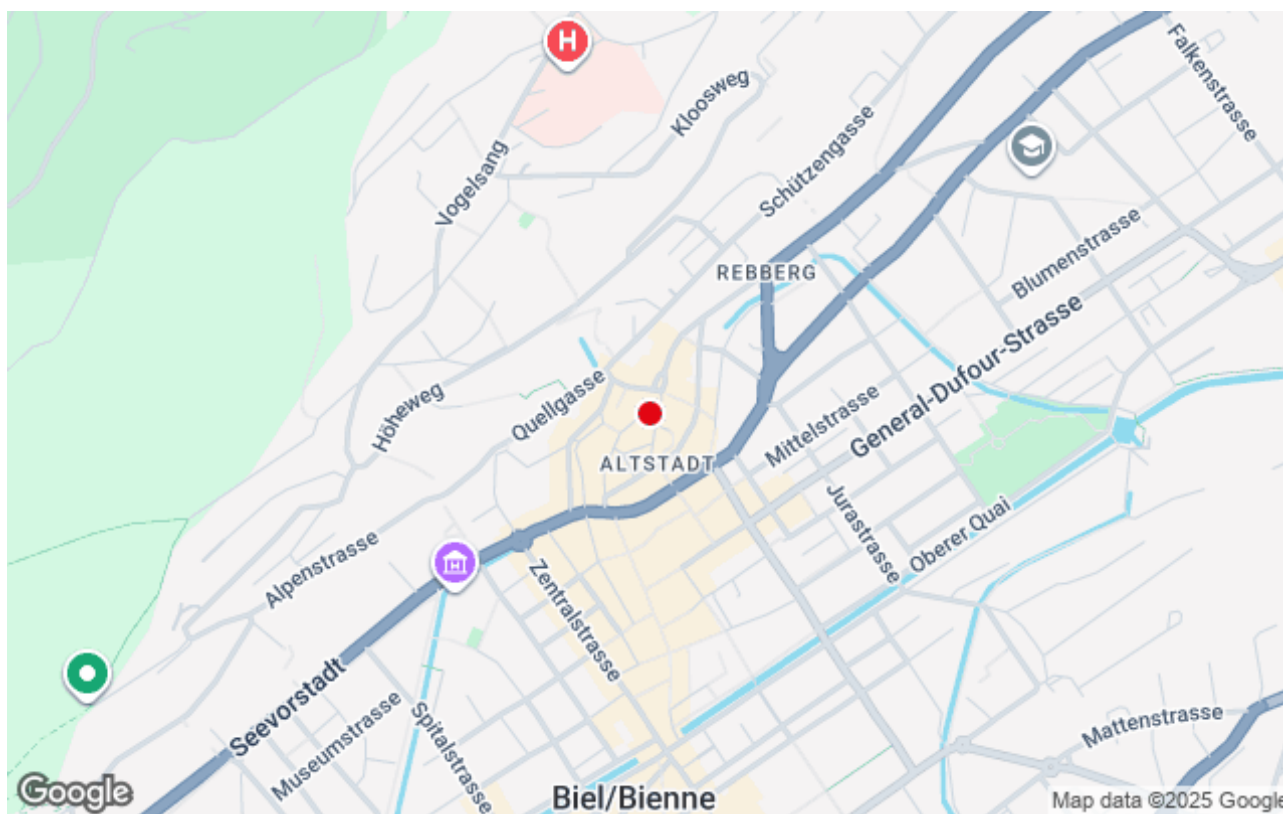 H
Falkenstrasse
Kloosweg
Schützengasse
Vogelsang
Blumenstrasse
REBBERG
General-Dufour-Strasse
Höheweg
Quellgasse
Mittelstrasse
ALTSTADT
Jurastrasse
Oberer Quai
Alpenstrasse
Zentralstrasse
Seevorstadt
Museumstrasse
Spitalstrasse
Mattenstrasse
Biel/Bienne
Google
Map data ©2025 Google